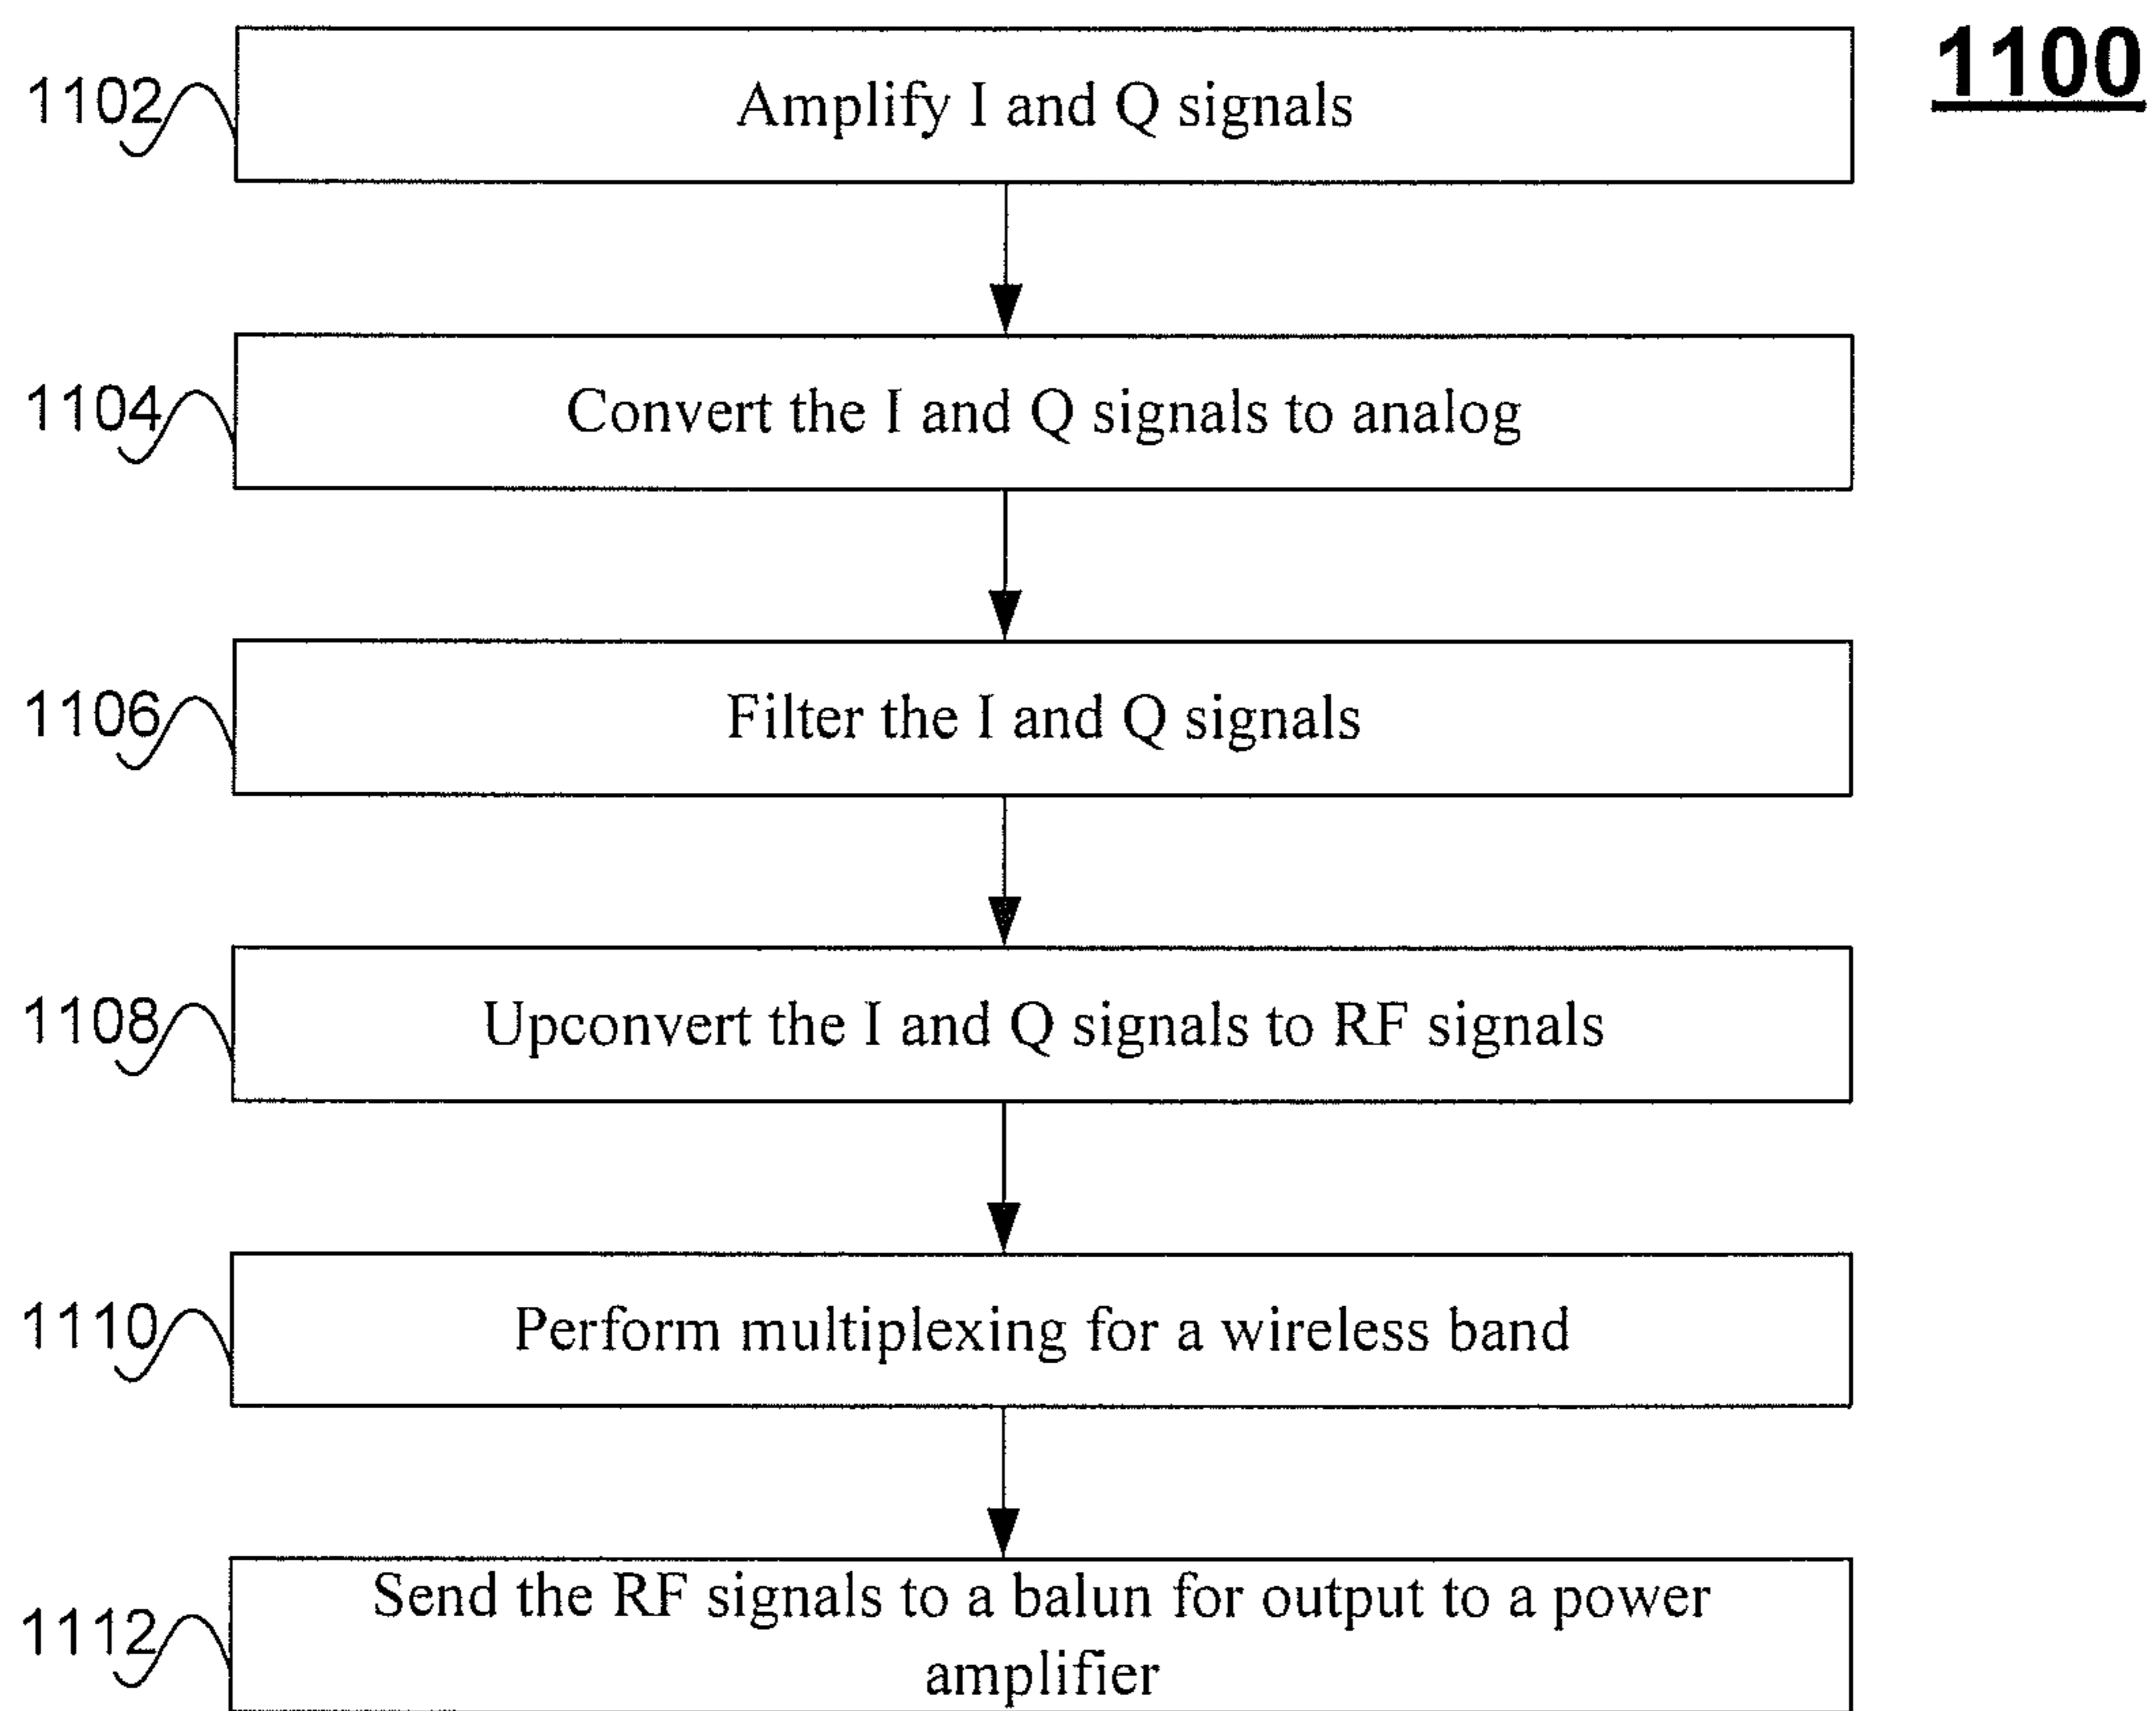 1100
1102
Amplify I and Q signals
1104
Convert the I and Q signals to analog
1106
Filter the I and Q signals
1108
Upconvert the I and Q signals to RF signals
1110
Perform multiplexing for a wireless band
1112
Send the RF signals to a balun for output to a power
amplifier